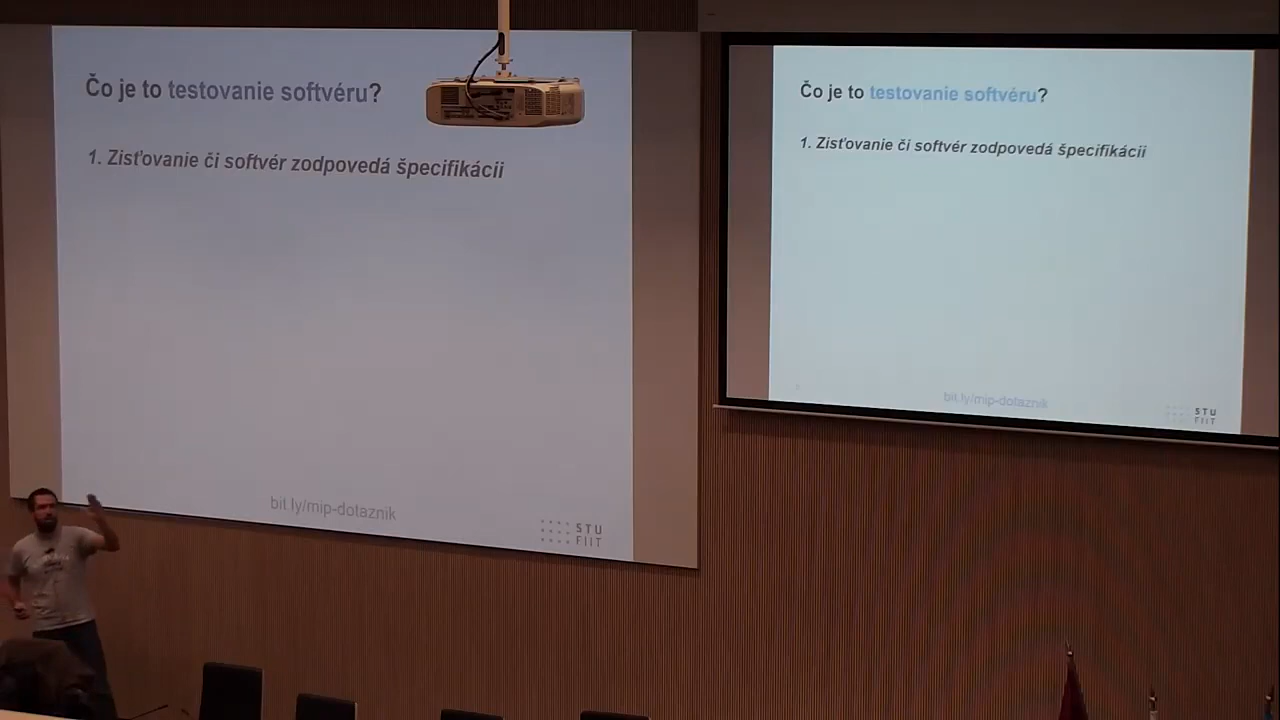 Čo je to testovanie softvéru?
1. Zisťovanie či softvér zodpovedá špecifikácii
bit.ly/mip-dotaznik
STU
FIIT
Čo je to testovanie softvéru?
1. Zisťovanie či softvér zodpovedá špecifikácii
bit.ly/mip-dotaznik
STU
FIIT